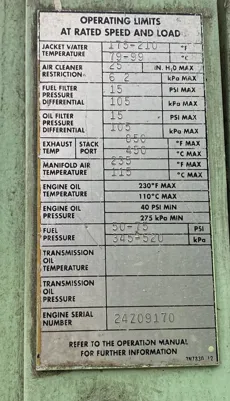 OPERATING LIMITS
AT RATED SPEED AND LOAD
JACKET WATER 175-210 °F
TEMPERATURE 79-99 °C
AIR CLEANER 25 IN. H₂O MAX
RESTRICTION 6 2 kPa MAX
FUEL FILTER 15 PSI MAX
PRESSURE
DIFFERENTIAL 105 kPa MAX
OIL FILTER 15 PSI MAX
PRESSURE
DIFFERENTIAL 105 kPa MAX
EXHAUST STACK °F MAX
TEMP PORT °C MAX
MANIFOLD AIR 235 °F MAX
TEMPERATURE 115 °C MAX
ENGINE OIL 230°F MAX
TEMPERATURE 110°C MAX
ENGINE OIL 40 PSI MIN
PRESSURE 275 kPa MIN
FUEL 50-75 PSI
PRESSURE 345-520 kPa
TRANSMISSION
OIL
TEMPERATURE
TRANSMISSION
OIL
PRESSURE
ENGINE SERIAL
NUMBER 24Z09170
REFER TO THE OPERATION MANUAL
FOR FURTHER INFORMATION